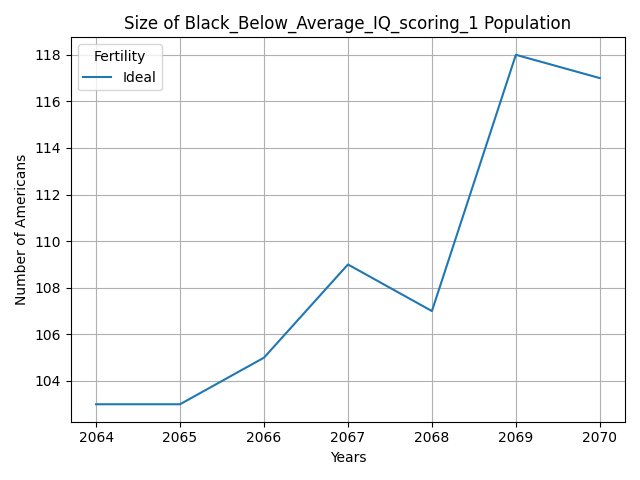 Size of Black_Below_Average_IQ_scoring_1 Population
Fertility
Ideal
118
116
114
112
110
108
106
104
Number of Americans
2064 2065 2066 2067 2068 2069 2070
Years